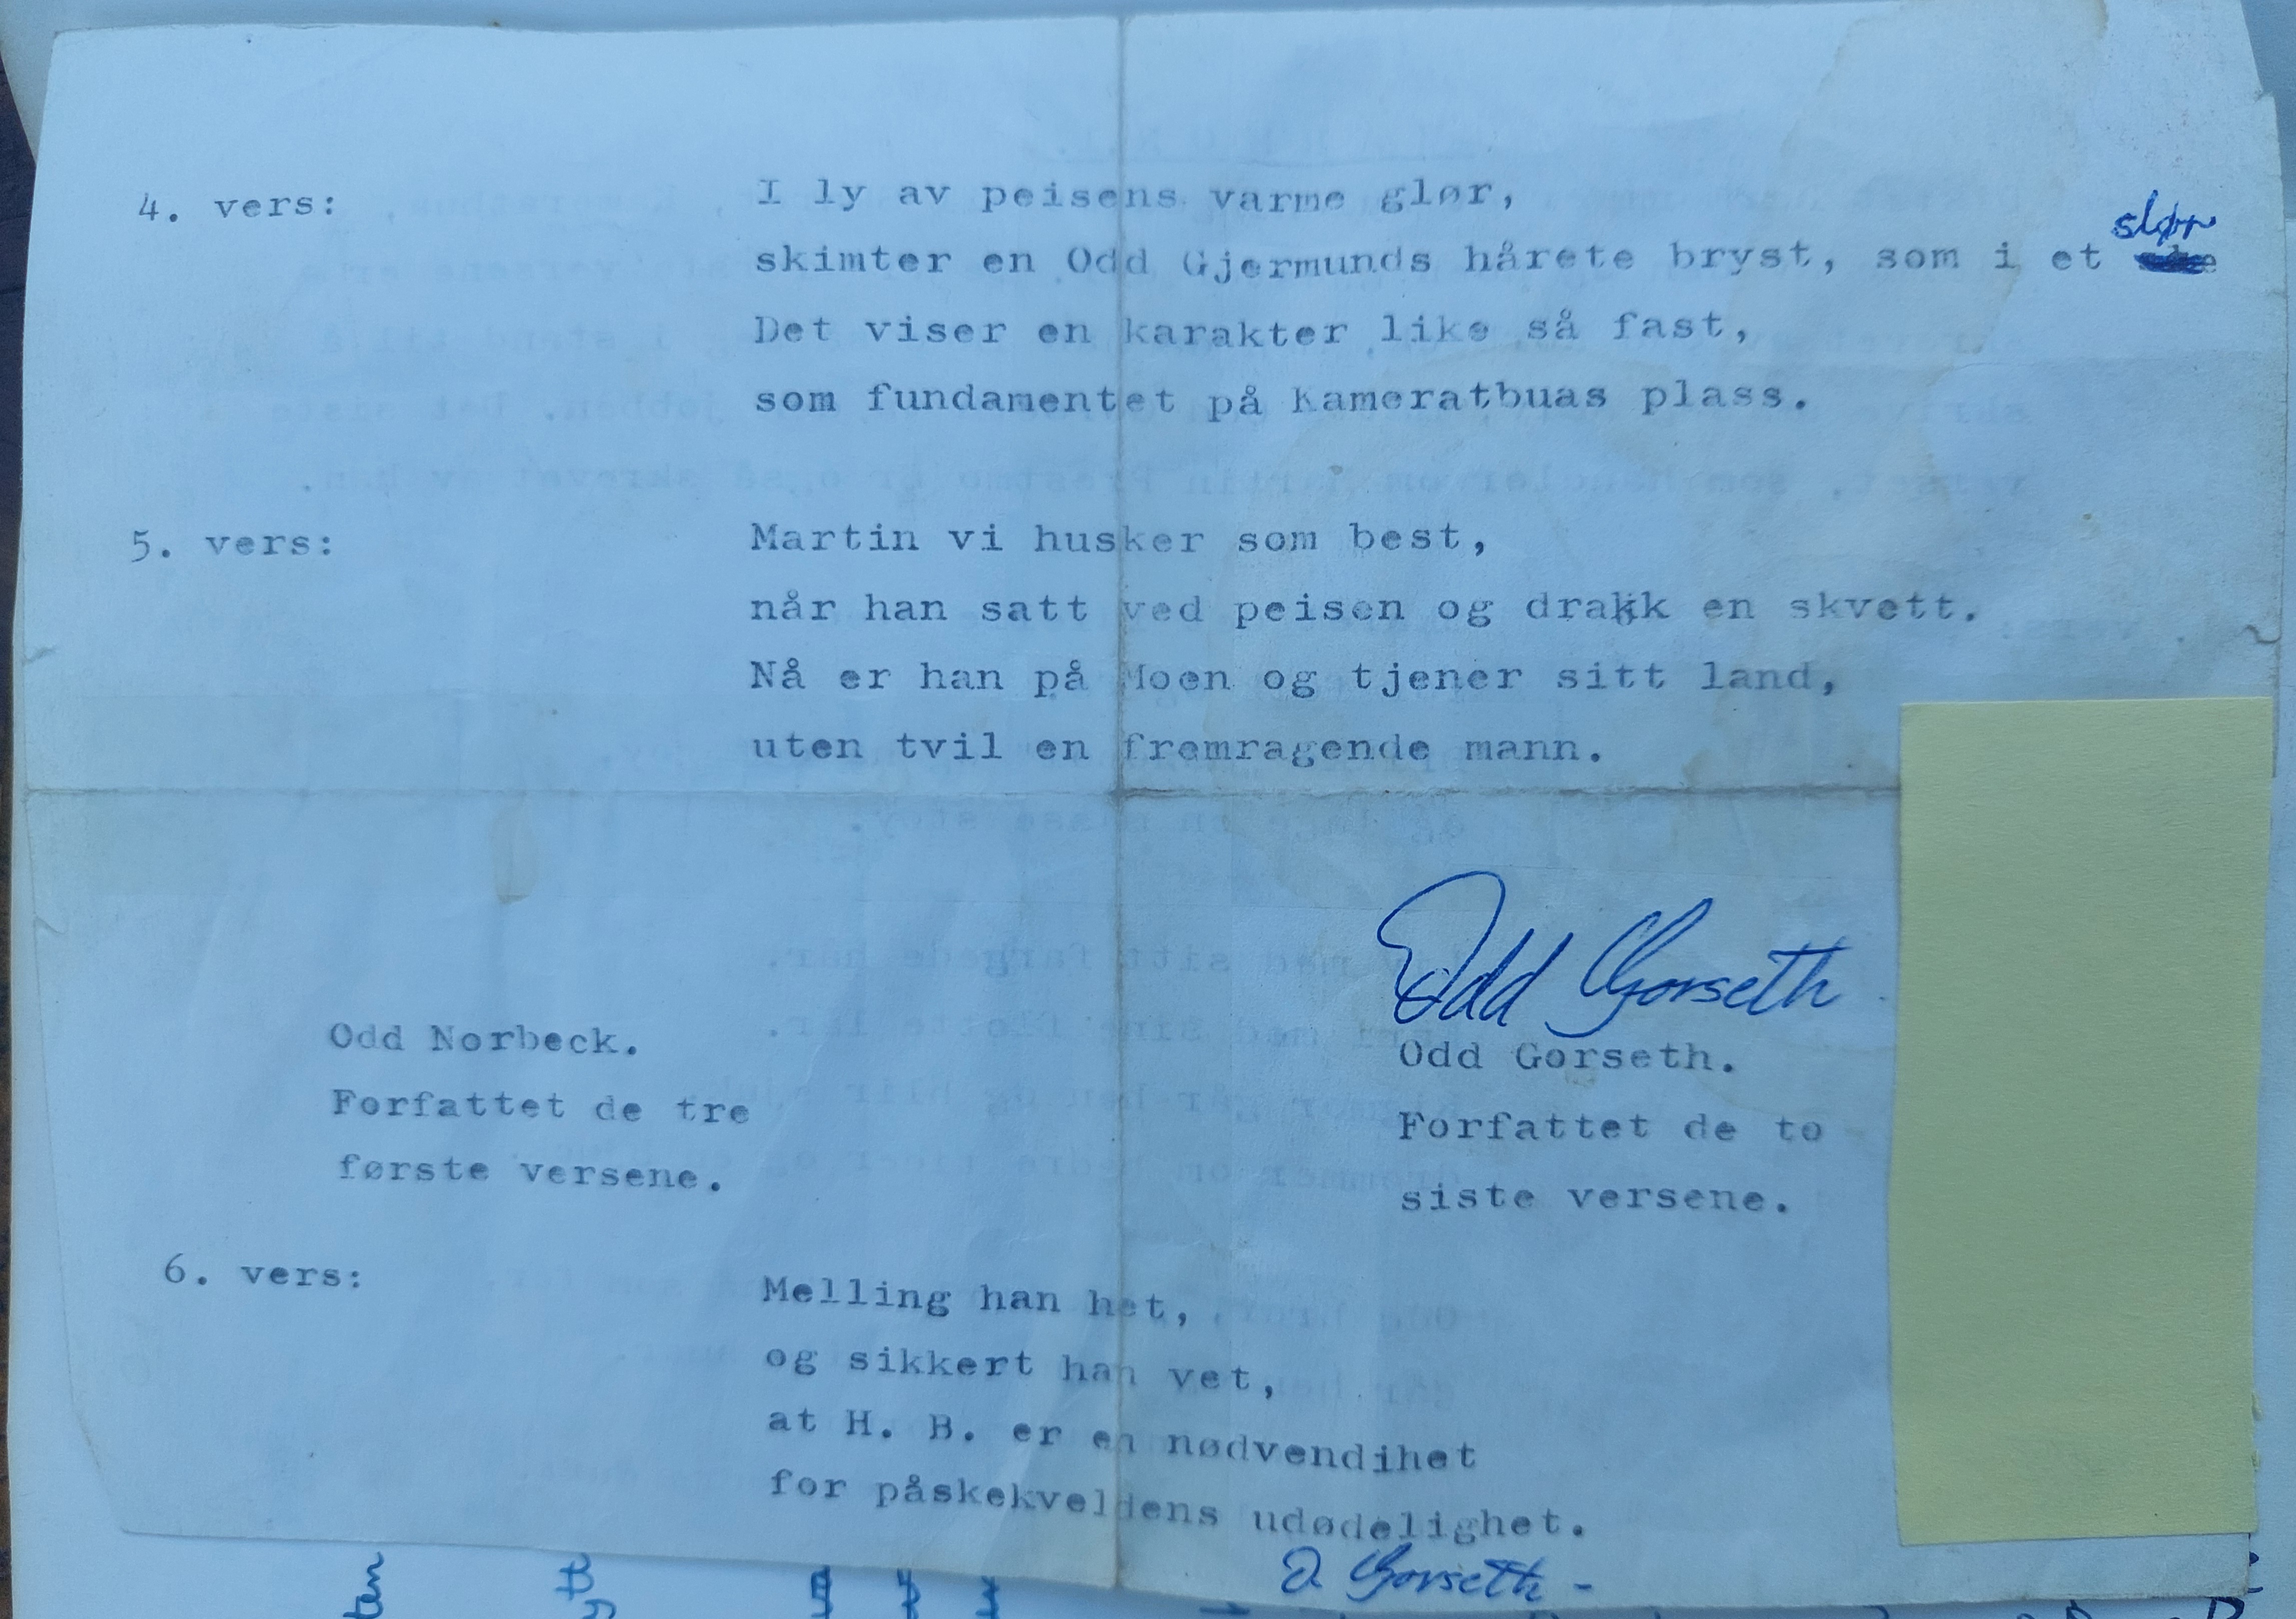 4. vers: I ly av peisens varme glør,
skimter en Odd Gjermunds hårete bryst, som i et slør
Det viser en karakter like så fast,
som fundamentet på Kameratbuas plass.
5. vers: Martin vi husker som best,
når han satt ved peisen og drakk en skvett.
Nå er han på Moen og tjener sitt land,
uten tvil en fremragende mann.
Odd Gorseth
Odd Norbeck. Odd Gorseth.
Forfattet de tre Forfattet de to
første versene. siste versene.
6. vers: Melling han het,
og sikkert han vet,
at H. B. er en nødvendihet
for påskekveldens udødelighet.
O. Gorseth -